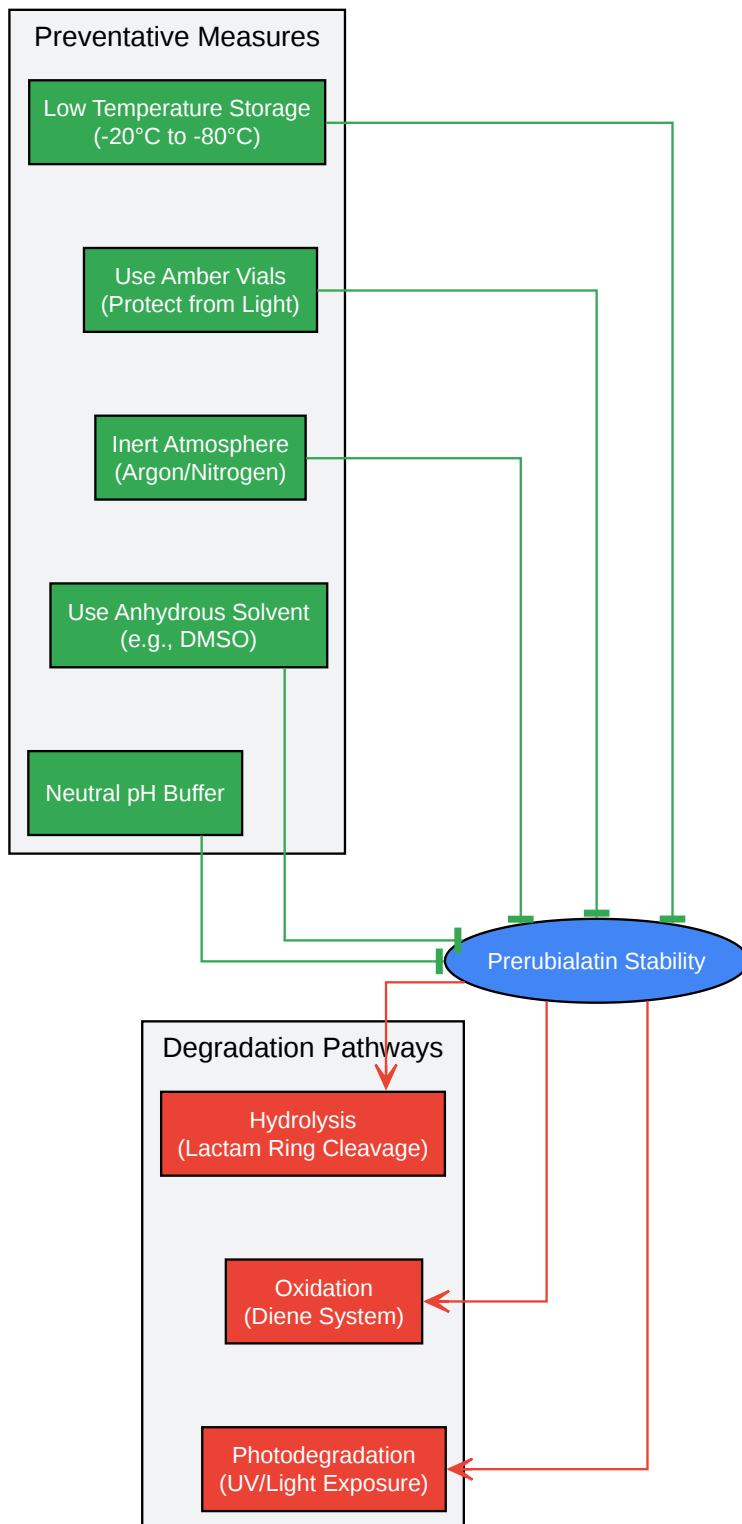 Preventative Measures
Low Temperature Storage
(-20°C to -80°C)
Use Amber Vials
(Protect from Light)
Inert Atmosphere
(Argon/Nitrogen)
Use Anhydrous Solvent
(e.g., DMSO)
Neutral pH Buffer
Prerubialatin Stability
Degradation Pathways
Hydrolysis
(Lactam Ring Cleavage)
Oxidation
(Diene System)
Photodegradation
(UV/Light Exposure)